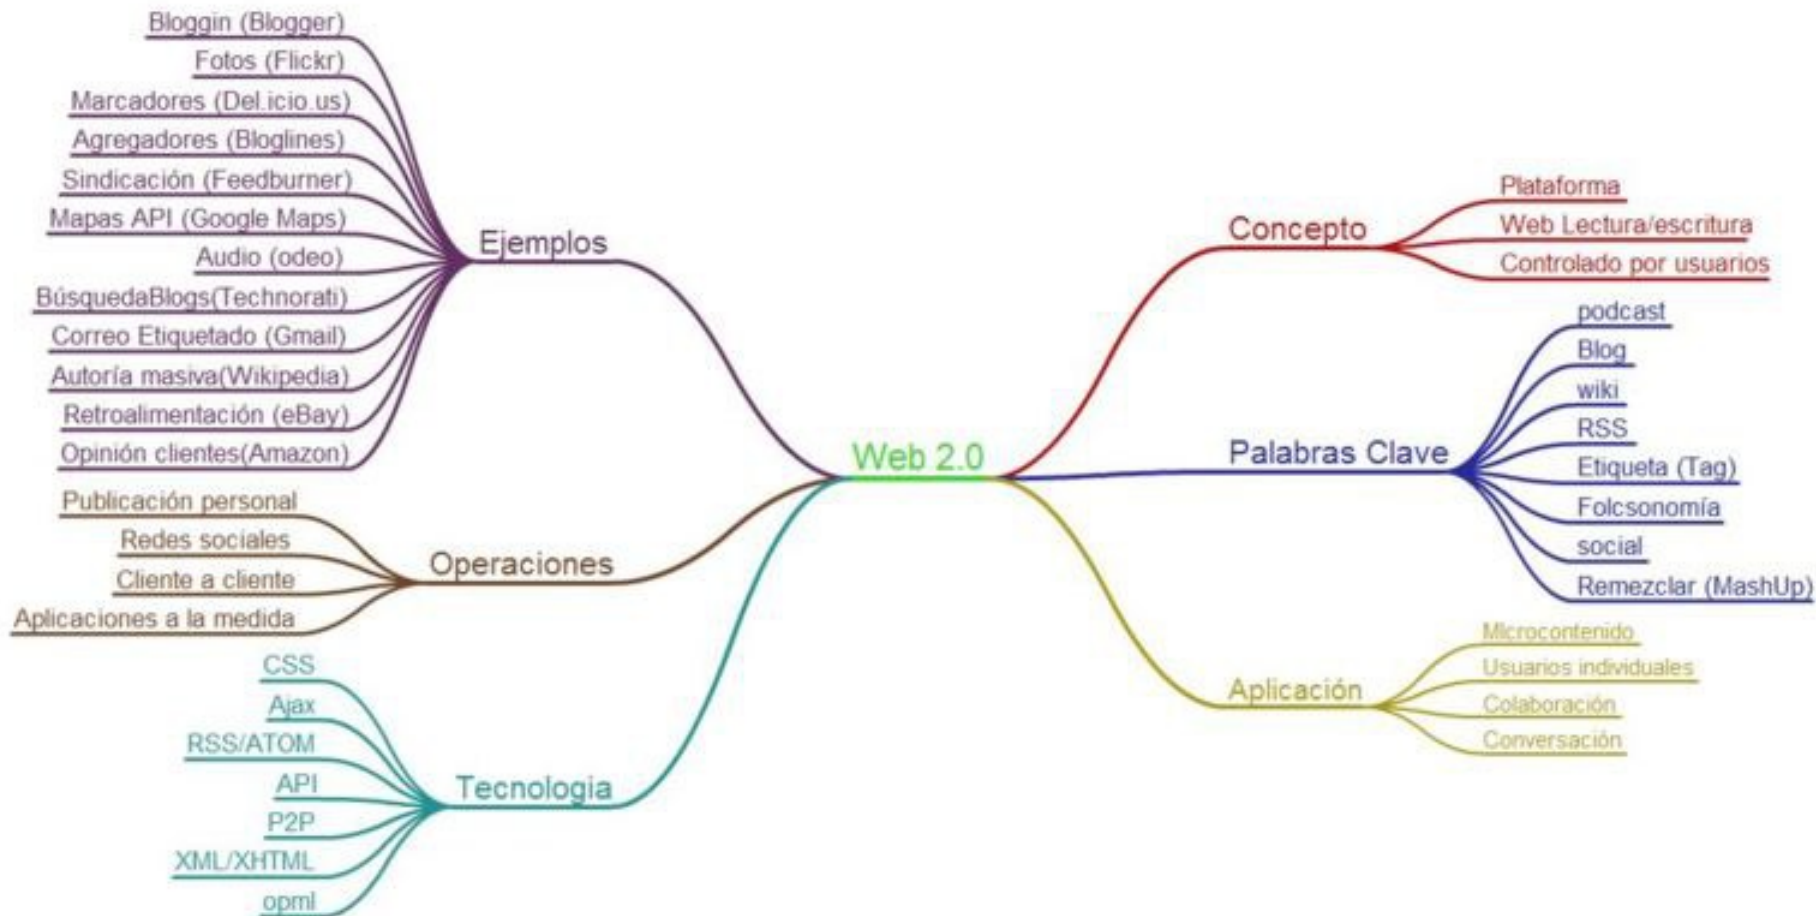 Bloggin (Blogger)
Fotos (Flickr)
Marcadores (Del.icio.us)
Agregadores (Bloglines)
Sindicación (Feedburner)
Mapas API (Google Maps)
Audio (odeo)
BúsquedaBlogs(Technorati)
Correo Etiquetado (Gmail)
Autoría masiva(Wikipedia)
Retroalimentación (eBay)
Opinión clientes(Amazon)
Ejemplos
Publicación personal
Redes sociales
Cliente a cliente
Aplicaciones a la medida
Operaciones
CSS
Ajax
RSS/ATOM
API
P2P
XML/XHTML
opml
Tecnologia
Web 2.0
Concepto
Plataforma
Web Lectura/escritura
Controlado por usuarios
Palabras Clave
podcast
Blog
wiki
RSS
Etiqueta (Tag)
Folcsonomía
social
Remezclar (MashUp)
Aplicación
MIcrocontenido
Usuarios individuales
Colaboración
Conversación